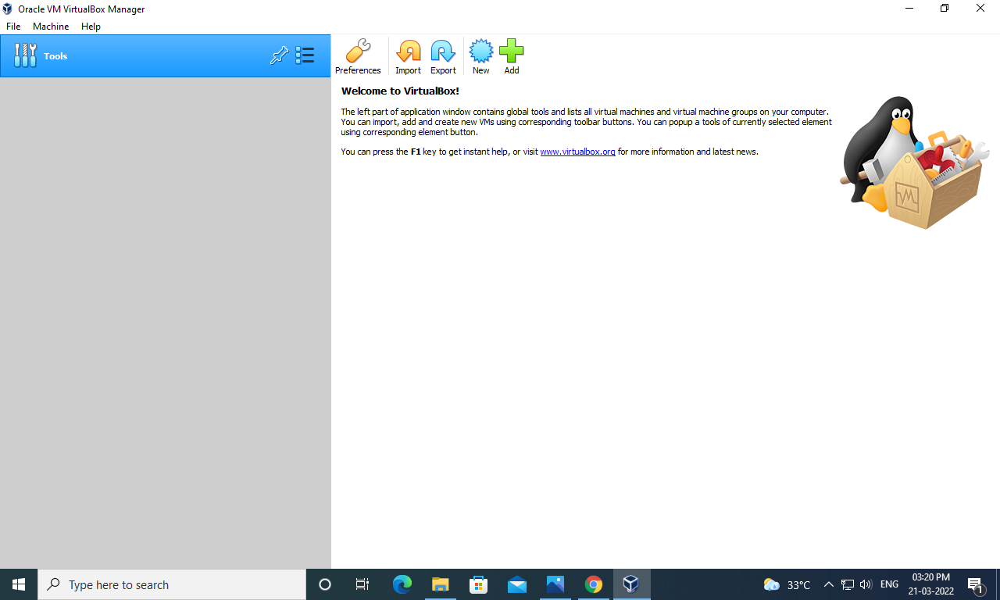 Oracle VM VirtualBox Manager
File Machine Help
Tools
Preferences Import Export New Add
Welcome to VirtualBox!
The left part of application window contains global tools and lists all virtual machines and virtual machine groups on your computer.
You can import, add and create new VMs using corresponding toolbar buttons. You can popup a tools of currently selected element
using corresponding element button.
You can press the F1 key to get instant help, or visit www.virtualbox.org for more information and latest news.
Type here to search
33°C
ENG
03:20 PM
21-03-2022
1